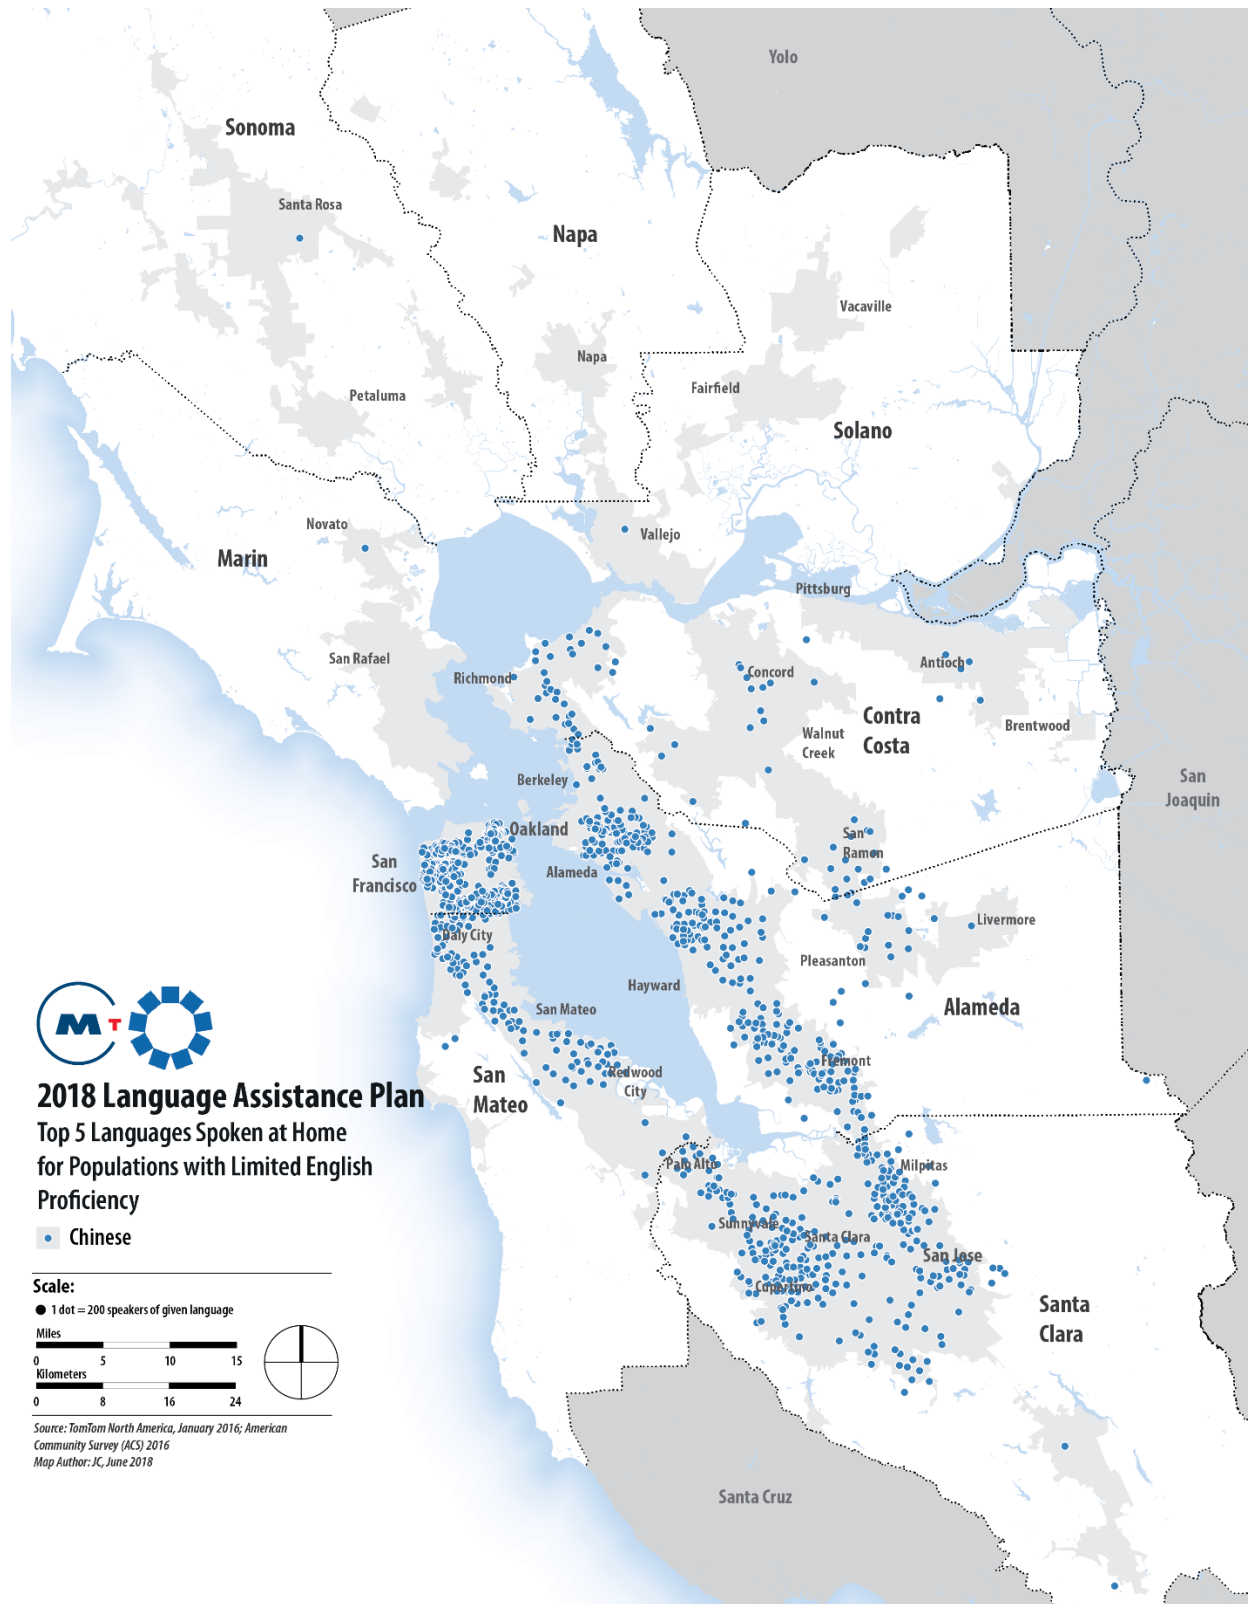 Yolo
Sonoma
Santa Rosa
Napa
Vacaville
Napa
Fairfield
Petaluma
Solano
Novato
Vallejo
Marin
Pittsburg
San Rafael
Richmond
Concord
Antioch
Contra
Costa
Brentwood
Walnut
Creek
Berkeley
San
Joaquin
Oakland
San
Ramon
San
Francisco
Alameda
Livermore
Daly City
Pleasanton
Hayward
San Mateo
Alameda
Fremont
Redwood
City
San
Mateo
MT
2018 Language Assistance Plan
Top 5 Languages Spoken at Home
for Populations with Limited English
Proficiency
Chinese
Palo Alto
Milpitas
Sunnyvale
Santa Clara
San Jose
Cupertino
Santa
Clara
Scale:
1 dot = 200 speakers of given language
Miles
0 5 10 15
Kilometers
0 8 16 24
Source: TomTom North America, January 2016; American
Community Survey (ACS) 2016
Map Author: JC, June 2018
Santa Cruz